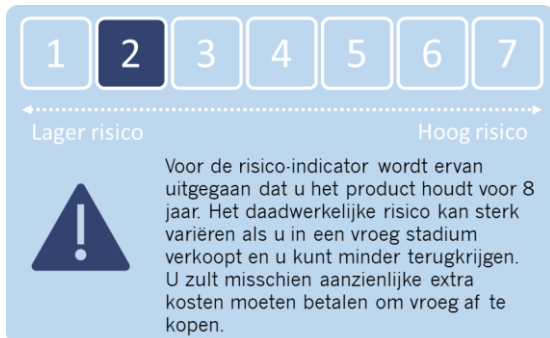 1 2 3 4 5 6 7
Lager risico Hoog risico
Voor de risico-indicator wordt ervan
uitgegaan dat u het product houdt voor 8
jaar. Het daadwerkelijke risico kan sterk
variëren als u in een vroeg stadium
verkoopt en u kunt minder terugkrijgen.
U zult misschien aanzienlijke extra
kosten moeten betalen om vroeg af te
kopen.